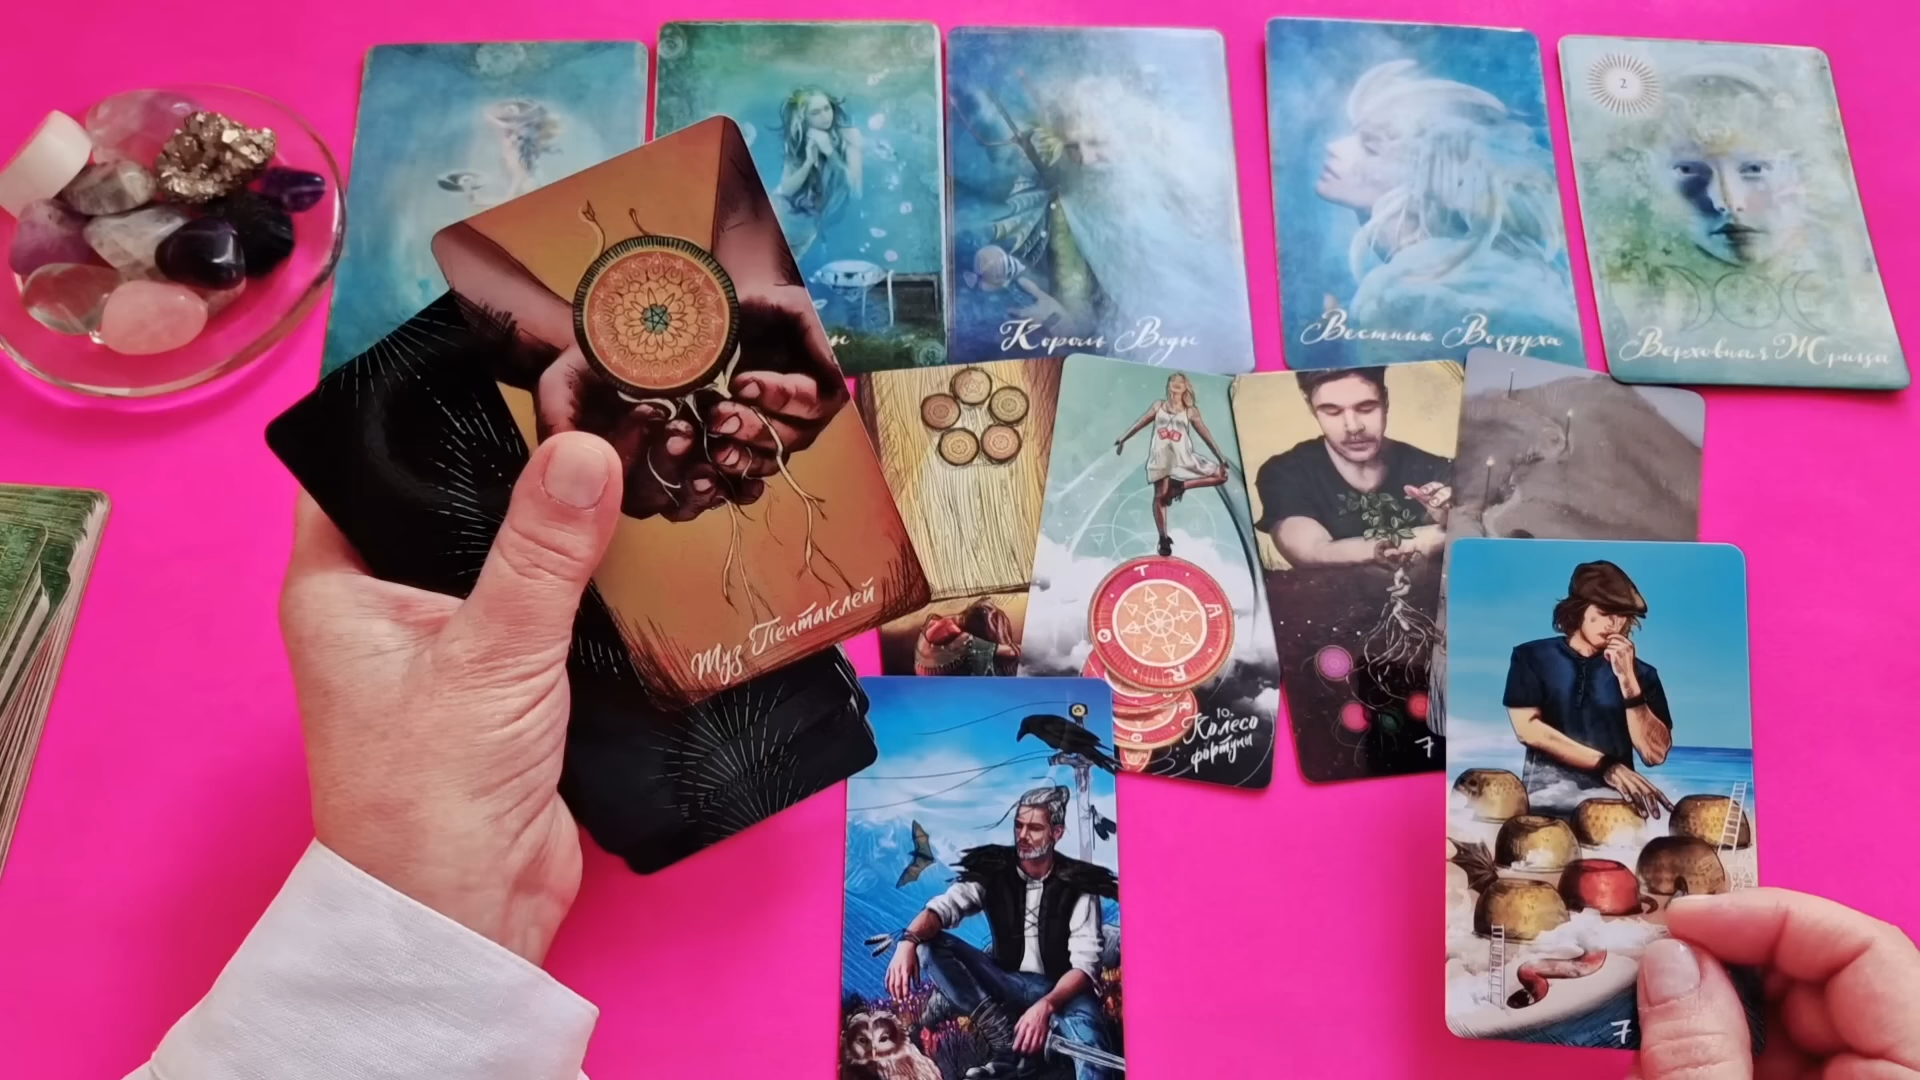 2
ы
Король Воды
Вестник Воздуха
Верховная Жрица
Туз Пентаклей
T A R O
10.
Колесо
фортуны
7
7